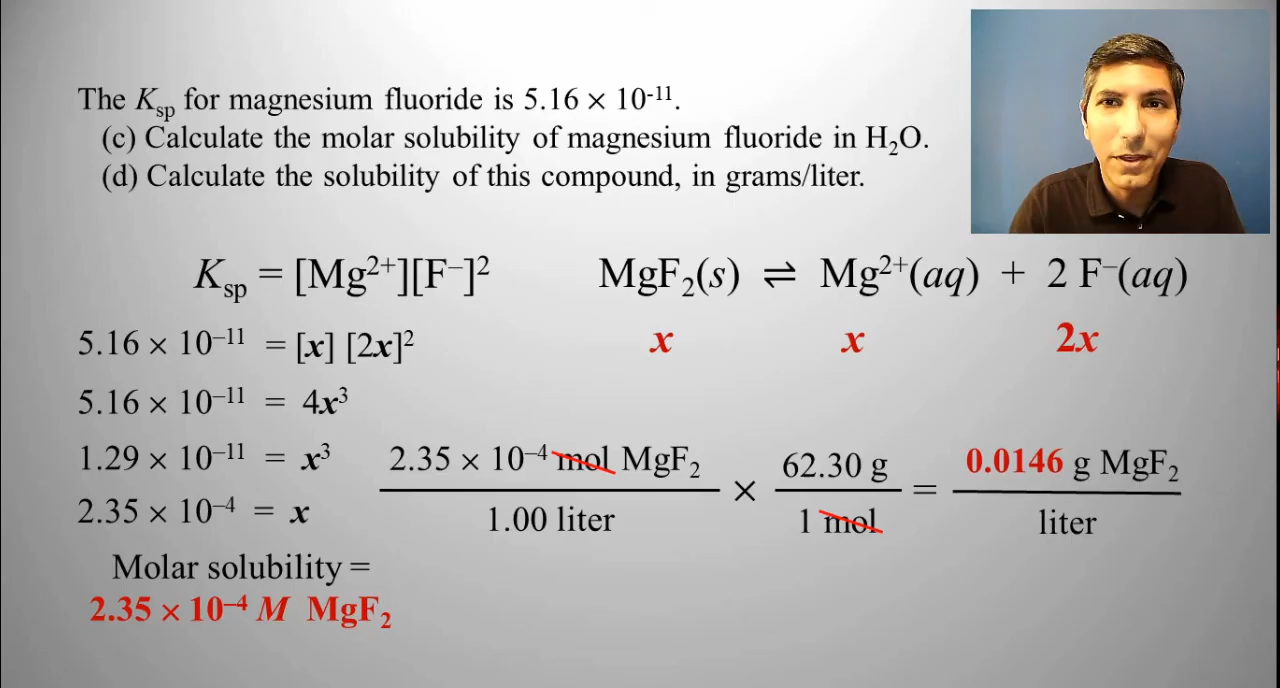 The Ksp for magnesium fluoride is 5.16 × 10⁻¹¹.
(c) Calculate the molar solubility of magnesium fluoride in H₂O.
(d) Calculate the solubility of this compound, in grams/liter.
Ksp = [Mg²⁺][F⁻]² MgF₂(s) ⇌ Mg²⁺(aq) + 2 F⁻(aq)
5.16 × 10⁻¹¹ = [x] [2x]² x x 2x
5.16 × 10⁻¹¹ = 4x³
1.29 × 10⁻¹¹ = x³
2.35 × 10⁻⁴ mol MgF₂ 62.30 g 0.0146 g MgF₂
× =
1.00 liter 1 mol liter
2.35 × 10⁻⁴ = x
Molar solubility =
2.35 × 10⁻⁴ M MgF₂